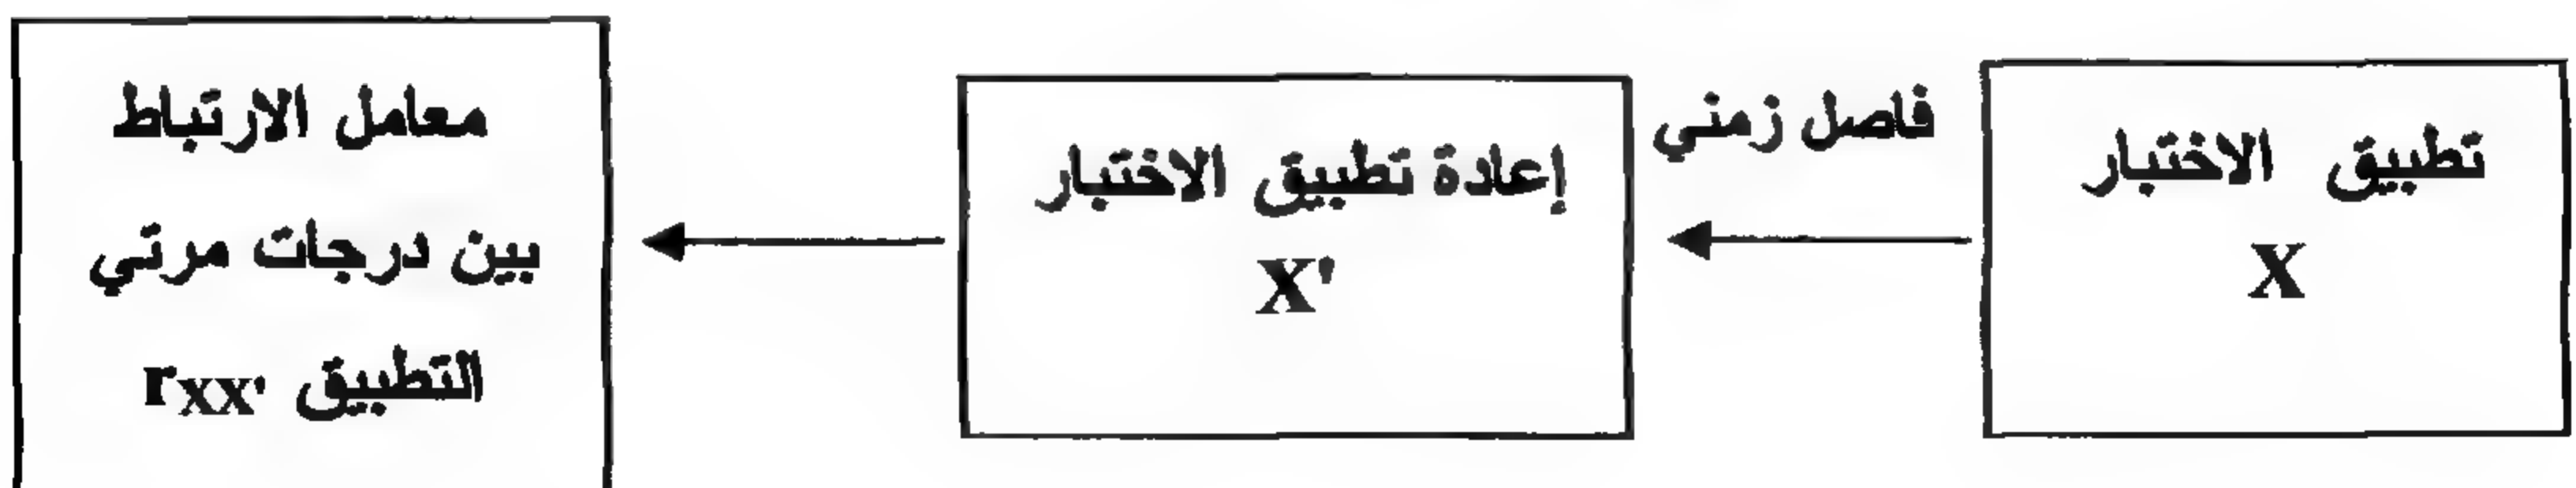 تطبيق الاختبار
X
فاصل زمني
إعادة تطبيق الاختبار
X'
معامل الارتباط
بين درجات مرتي
التطبيق rXX'